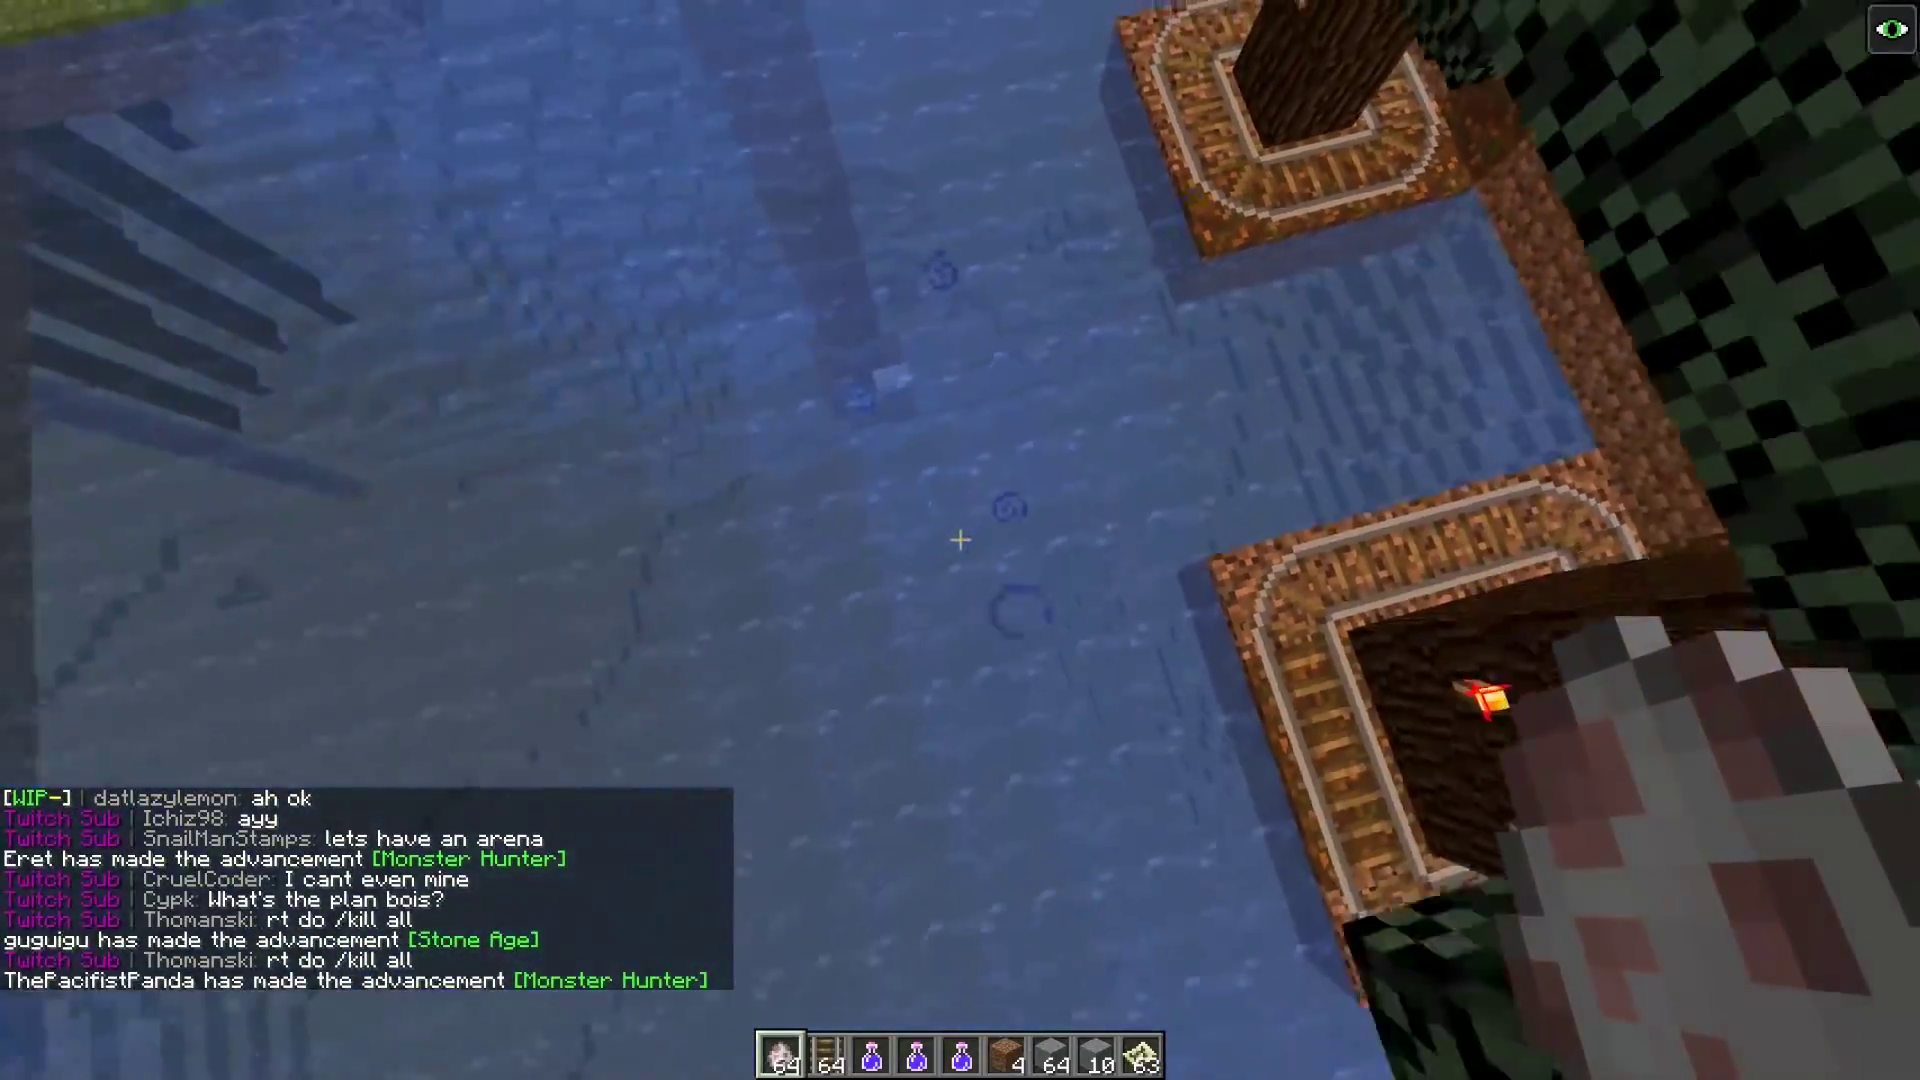 [WIP-] | datlazylemon: ah ok
Twitch Sub | Ichiz98: ayy
Twitch Sub | SnailManStamps: lets have an arena
Eret has made the advancement [Monster Hunter]
Twitch Sub | CruelCoder: I cant even mine
Twitch Sub | Cypk: What's the plan bois?
Twitch Sub | Thomanski: rt do /kill all
guguigu has made the advancement [Stone Age]
Twitch Sub | Thomanski: rt do /kill all
ThePacifistPanda has made the advancement [Monster Hunter]
64 64 4 64 10 63